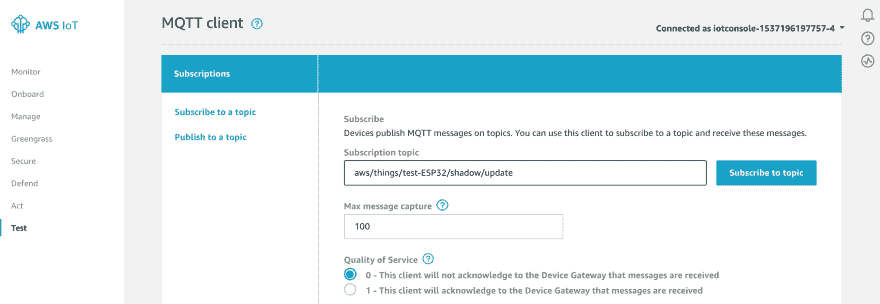 AWS IoT
MQTT client
Connected as iotconsole-1537196197757-4
Monitor
Onboard
Manage
Greengrass
Secure
Defend
Act
Test
Subscriptions
Subscribe to a topic
Publish to a topic
Subscribe
Devices publish MQTT messages on topics. You can use this client to subscribe to a topic and receive these messages.
Subscription topic
aws/things/test-ESP32/shadow/update
Subscribe to topic
Max message capture
100
Quality of Service
0 - This client will not acknowledge to the Device Gateway that messages are received
1 - This client will acknowledge to the Device Gateway that messages are received